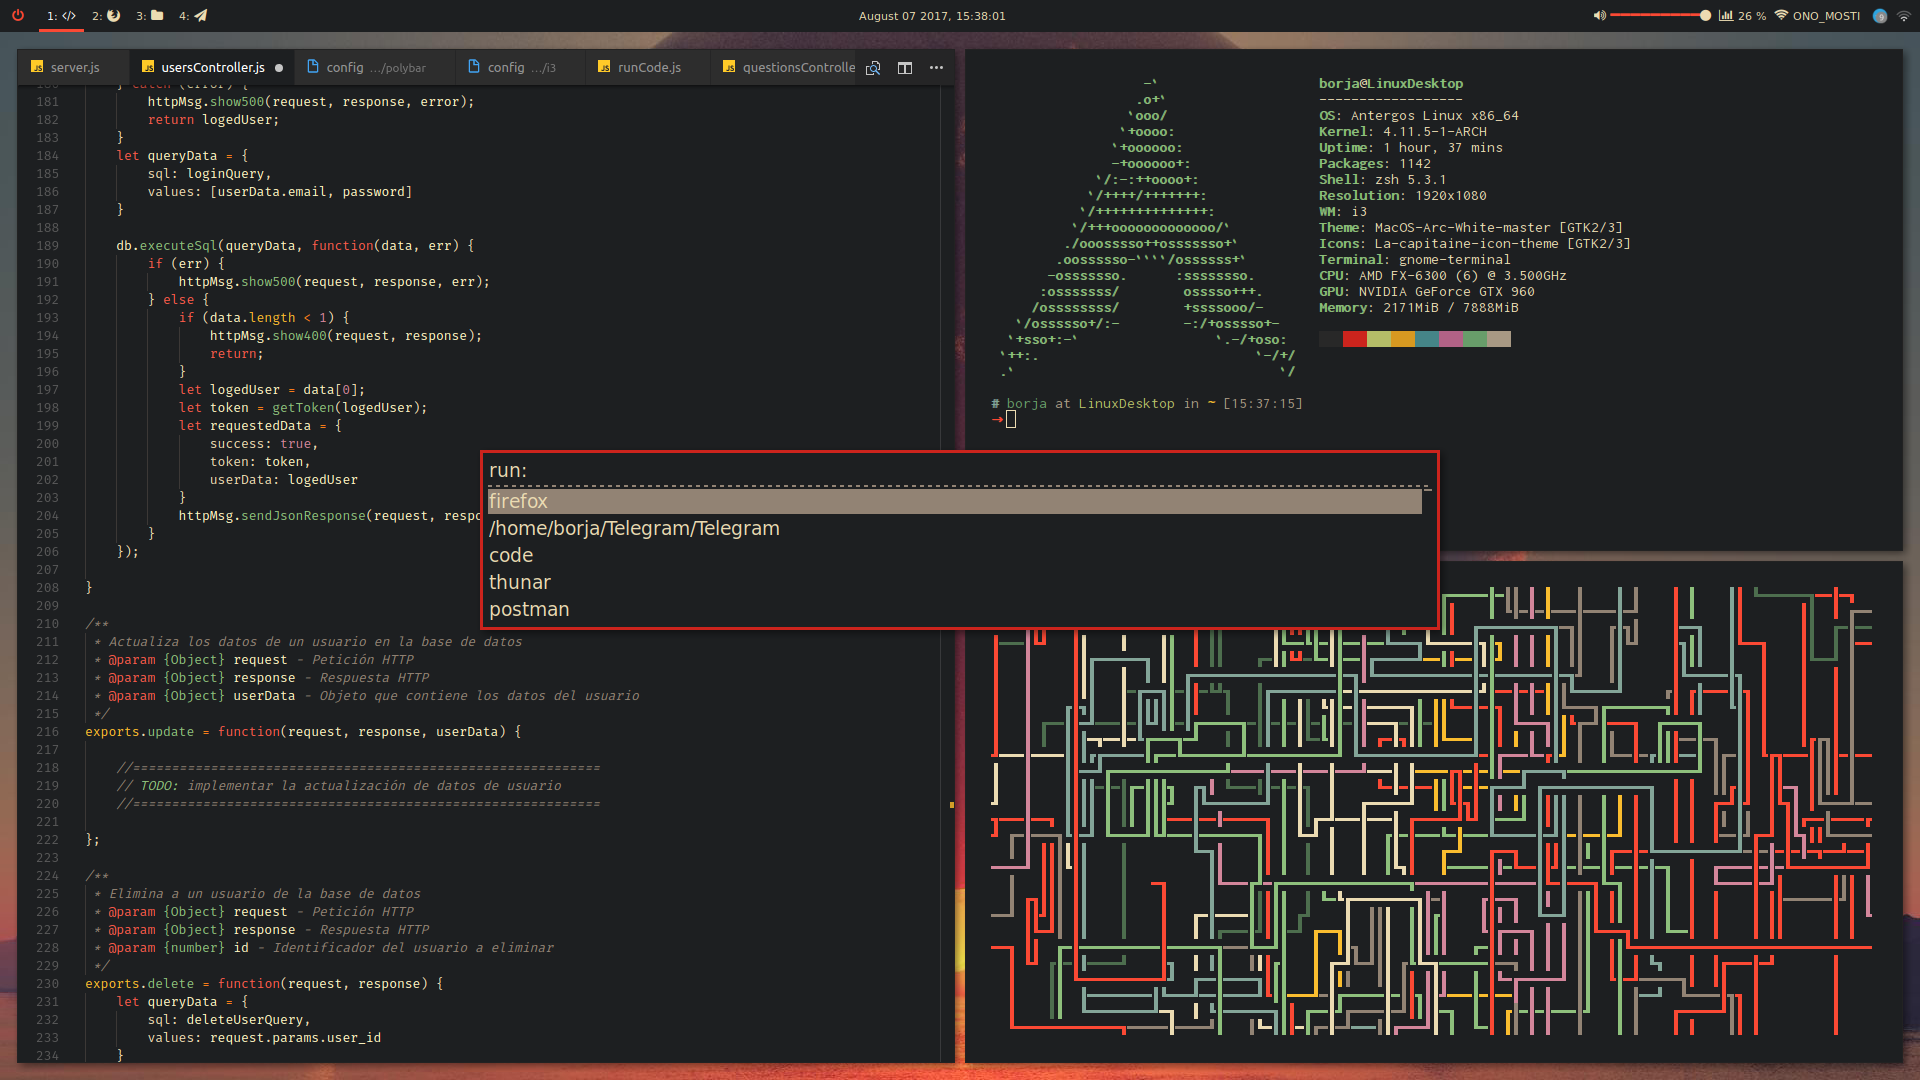 1: </>
2:
3:
4:
August 07 2017, 15:38:01
26 %
ONO_MOSTI
server.js
usersController.js
config .../polybar
config .../i3
runCode.js
questionsControlle
181 httpMsg.show500(request, response, error);
182 return logedUser;
183 }
184 let queryData = {
185 sql: loginQuery,
186 values: [userData.email, password]
187 }
188
189 db.executeSql(queryData, function(data, err) {
190 if (err) {
191 httpMsg.show500(request, response, err);
192 } else {
193 if (data.length < 1) {
194 httpMsg.show400(request, response);
195 return;
196 }
197 let logedUser = data[0];
198 let token = getToken(logedUser);
199 let requestedData = {
200 success: true,
201 token: token,
202 userData: logedUser
203 }
204 httpMsg.sendJsonResponse(request, respo
205 }
206 });
207
208 }
209
210 /**
211 * Actualiza los datos de un usuario en la base de datos
212 * @param {Object} request - Petición HTTP
213 * @param {Object} response - Respuesta HTTP
214 * @param {Object} userData - Objeto que contiene los datos del usuario
215 */
216 exports.update = function(request, response, userData) {
217
218 //============================================================
219 // TODO: implementar la actualización de datos de usuario
220 //============================================================
221
222 };
223
224 /**
225 * Elimina a un usuario de la base de datos
226 * @param {Object} request - Petición HTTP
227 * @param {Object} response - Respuesta HTTP
228 * @param {number} id - Identificador del usuario a eliminar
229 */
230 exports.delete = function(request, response) {
231 let queryData = {
232 sql: deleteUserQuery,
233 values: request.params.user_id
234 }
borja@LinuxDesktop
------------------
OS: Antergos Linux x86_64
Kernel: 4.11.5-1-ARCH
Uptime: 1 hour, 37 mins
Packages: 1142
Shell: zsh 5.3.1
Resolution: 1920x1080
WM: i3
Theme: MacOS-Arc-White-master [GTK2/3]
Icons: La-capitaine-icon-theme [GTK2/3]
Terminal: gnome-terminal
CPU: AMD FX-6300 (6) @ 3.500GHz
GPU: NVIDIA GeForce GTX 960
Memory: 2171MiB / 7888MiB
# borja at LinuxDesktop in ~ [15:37:15]
→
run:
firefox
/home/borja/Telegram/Telegram
code
thunar
postman